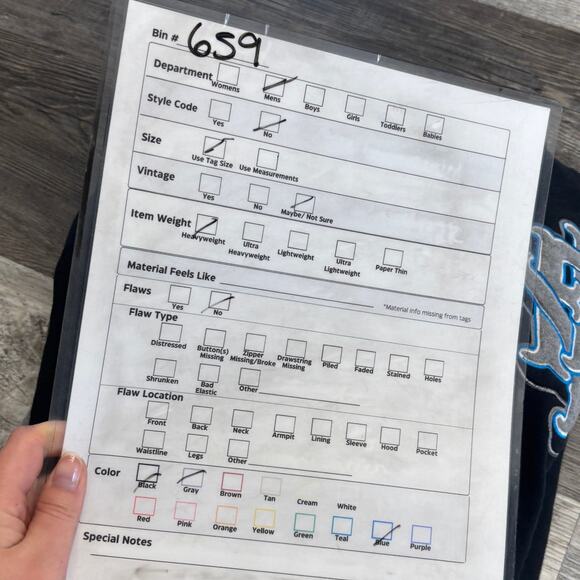 Bin # 659
Department
Womens Mens Boys Girls Toddlers Babies
Style Code
Yes No
Size
Use Tag Size Use Measurements
Vintage
Yes No Maybe/ Not Sure
Item Weight
Heavyweight Ultra Heavyweight Lightweight Ultra Lightweight Paper Thin
Material Feels Like
*Material info missing from tags
Flaws
Yes No
Flaw Type
Distressed Button(s) Missing Zipper Missing/Broke Drawstring Missing Piled Faded Stained Holes
Shrunken Bad Elastic Other
Flaw Location
Front Back Neck Armpit Lining Sleeve Hood Pocket
Waistline Legs Other
Color
Black Gray Brown Tan Cream White
Red Pink Orange Yellow Green Teal Blue Purple
Special Notes